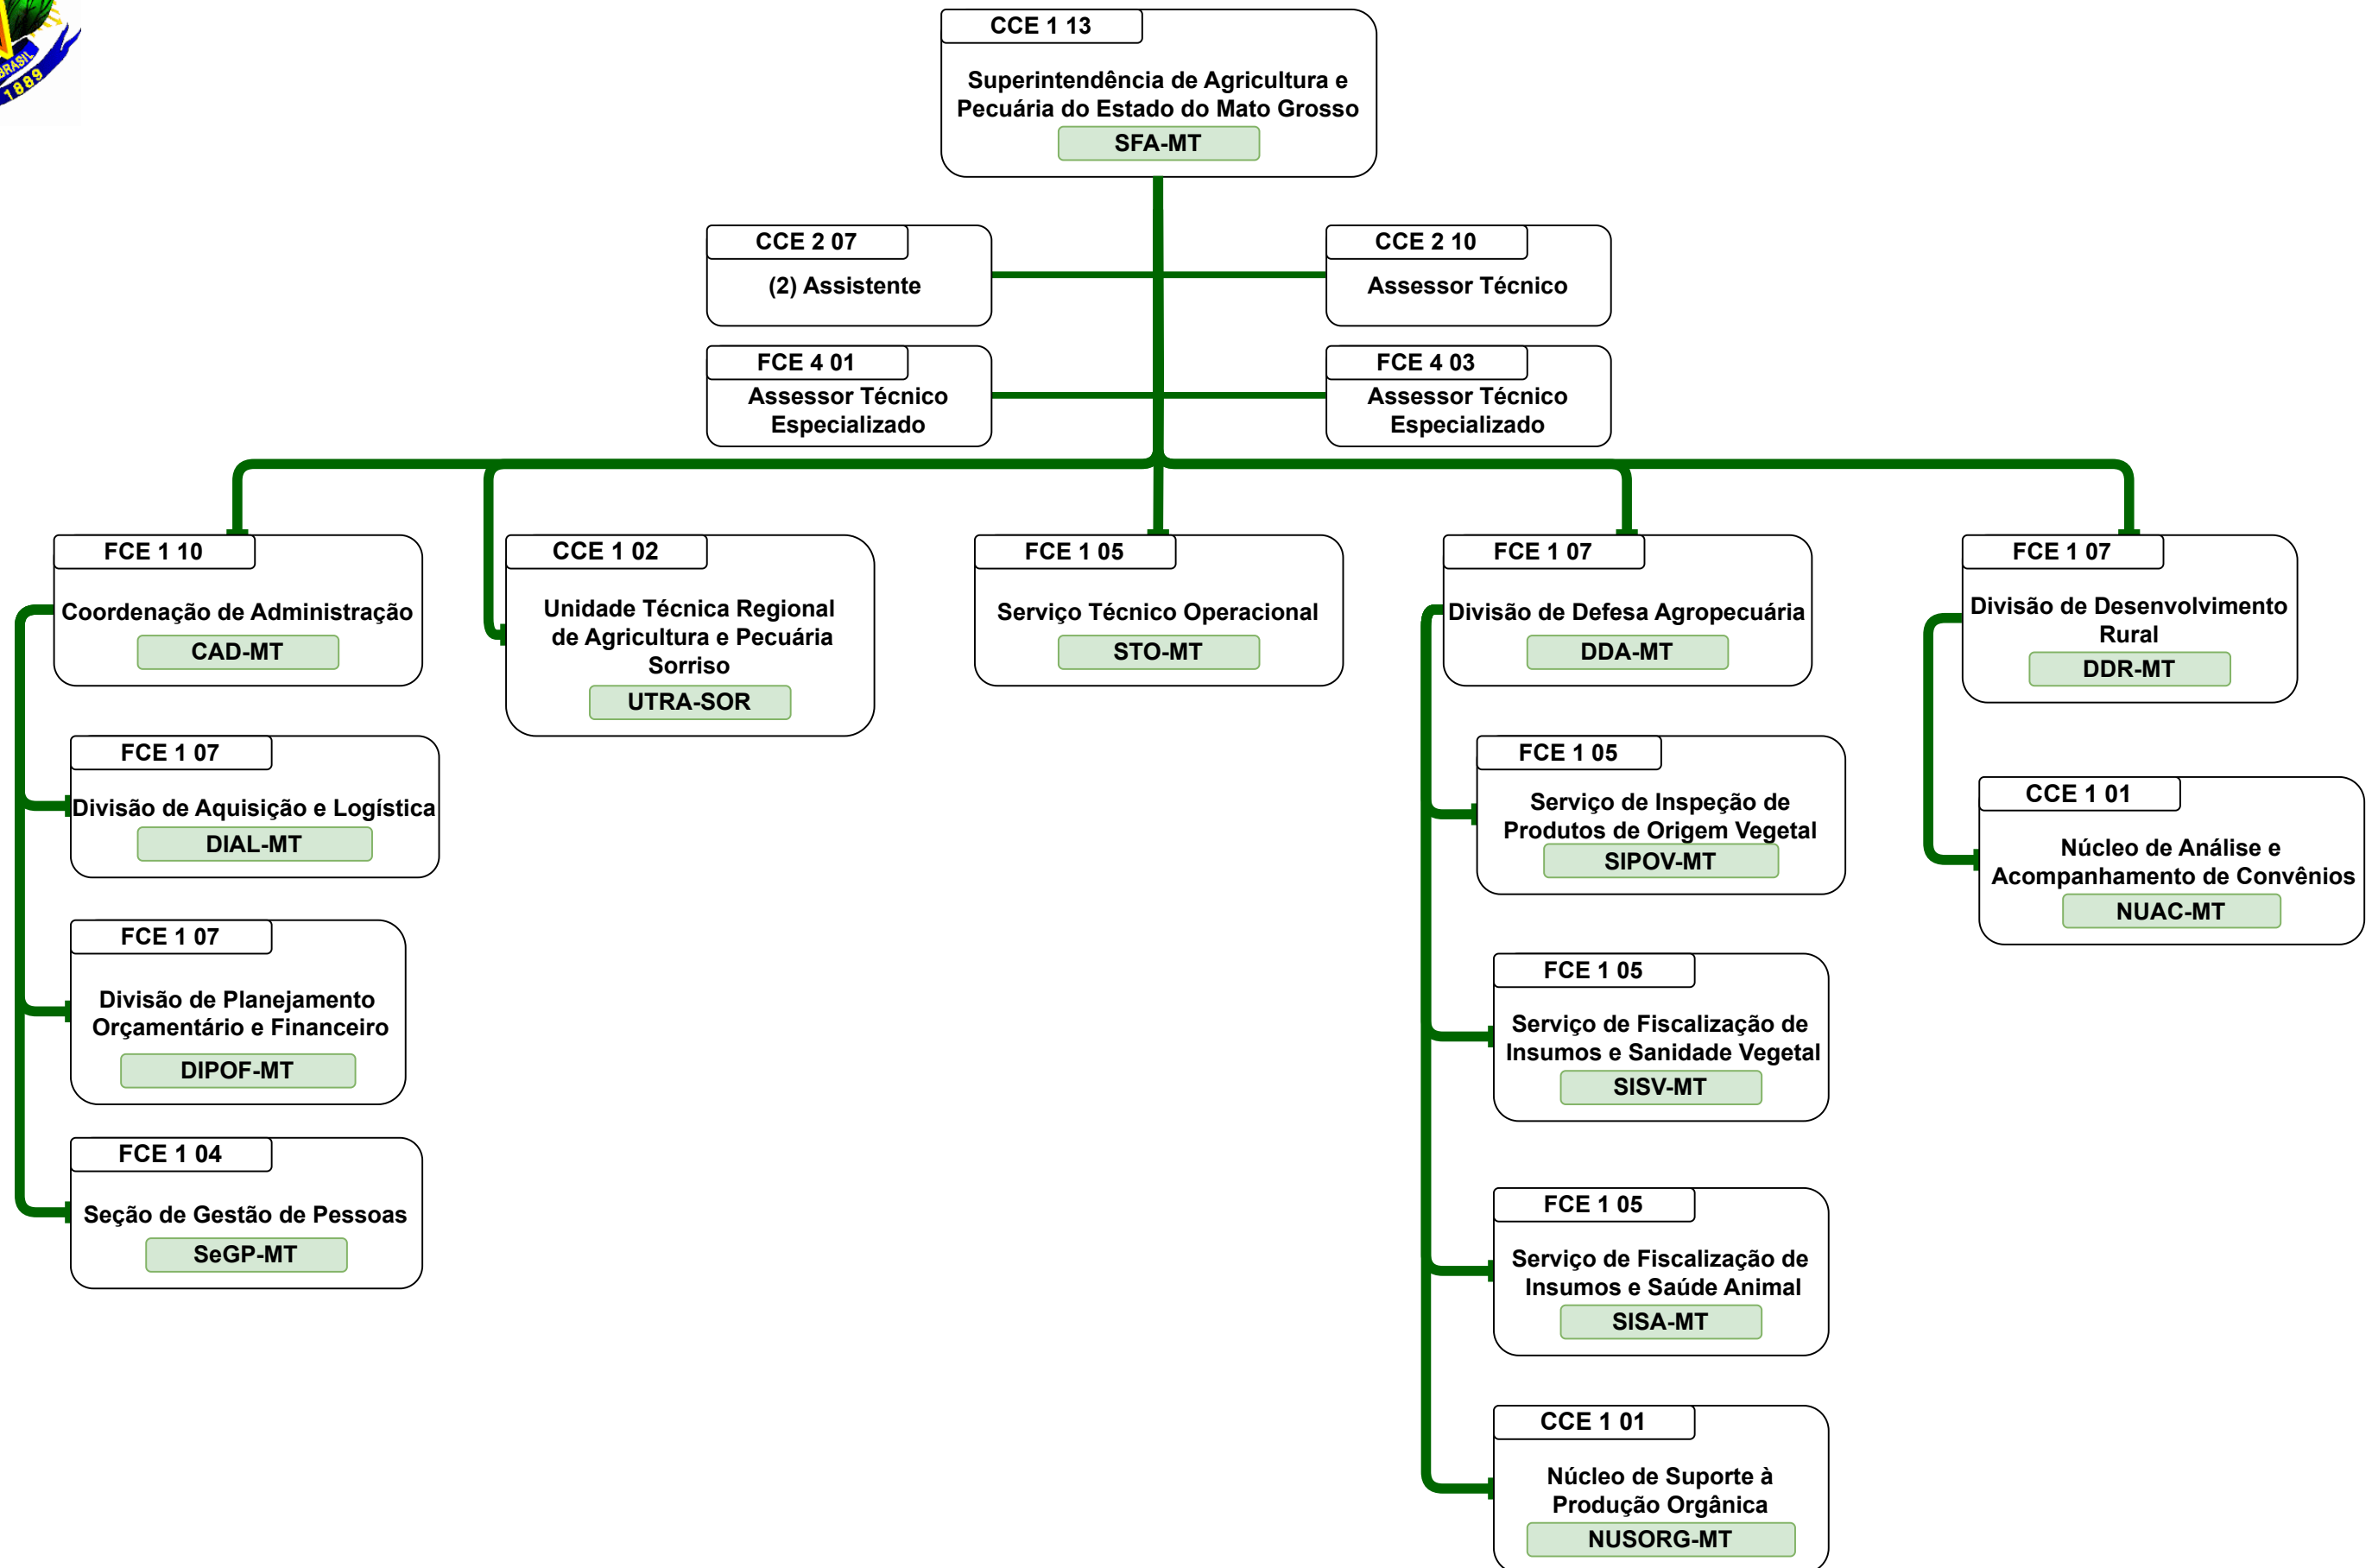 BRASIL
1889
CCE 1 13
Superintendência de Agricultura e
Pecuária do Estado do Mato Grosso
SFA-MT
CCE 2 07
(2) Assistente
CCE 2 10
Assessor Técnico
FCE 4 01
Assessor Técnico
Especializado
FCE 4 03
Assessor Técnico
Especializado
FCE 1 10
Coordenação de Administração
CAD-MT
CCE 1 02
Unidade Técnica Regional
de Agricultura e Pecuária
Sorriso
UTRA-SOR
FCE 1 05
Serviço Técnico Operacional
STO-MT
FCE 1 07
Divisão de Defesa Agropecuária
DDA-MT
FCE 1 07
Divisão de Desenvolvimento
Rural
DDR-MT
FCE 1 07
Divisão de Aquisição e Logística
DIAL-MT
FCE 1 07
Divisão de Planejamento
Orçamentário e Financeiro
DIPOF-MT
FCE 1 04
Seção de Gestão de Pessoas
SeGP-MT
FCE 1 05
Serviço de Inspeção de
Produtos de Origem Vegetal
SIPOV-MT
FCE 1 05
Serviço de Fiscalização de
Insumos e Sanidade Vegetal
SISV-MT
FCE 1 05
Serviço de Fiscalização de
Insumos e Saúde Animal
SISA-MT
CCE 1 01
Núcleo de Suporte à
Produção Orgânica
NUSORG-MT
CCE 1 01
Núcleo de Análise e
Acompanhamento de Convênios
NUAC-MT